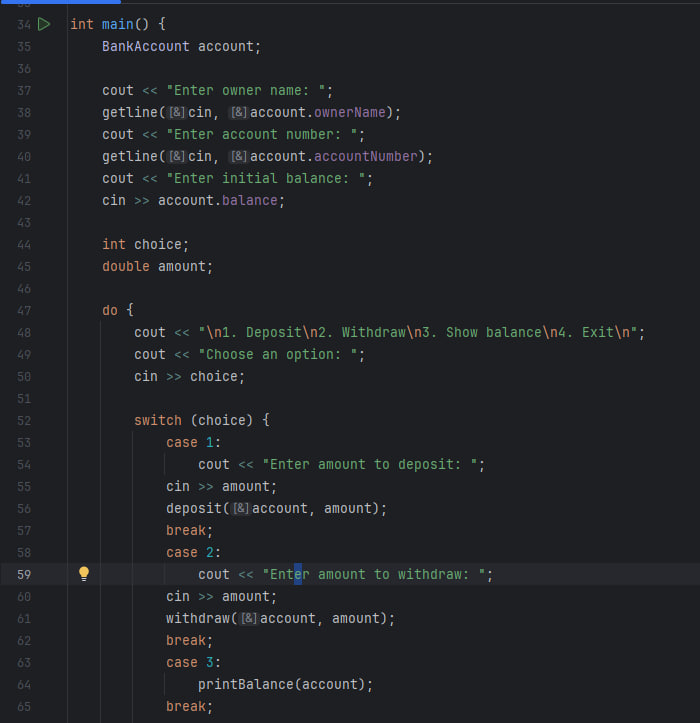 34 int main() {
35 BankAccount account;
36
37 cout << "Enter owner name: ";
38 getline([&]cin, [&]account.ownerName);
39 cout << "Enter account number: ";
40 getline([&]cin, [&]account.accountNumber);
41 cout << "Enter initial balance: ";
42 cin >> account.balance;
43
44 int choice;
45 double amount;
46
47 do {
48 cout << "\n1. Deposit\n2. Withdraw\n3. Show balance\n4. Exit\n";
49 cout << "Choose an option: ";
50 cin >> choice;
51
52 switch (choice) {
53 case 1:
54 cout << "Enter amount to deposit: ";
55 cin >> amount;
56 deposit([&]account, amount);
57 break;
58 case 2:
59 cout << "Enter amount to withdraw: ";
60 cin >> amount;
61 withdraw([&]account, amount);
62 break;
63 case 3:
64 printBalance(account);
65 break;